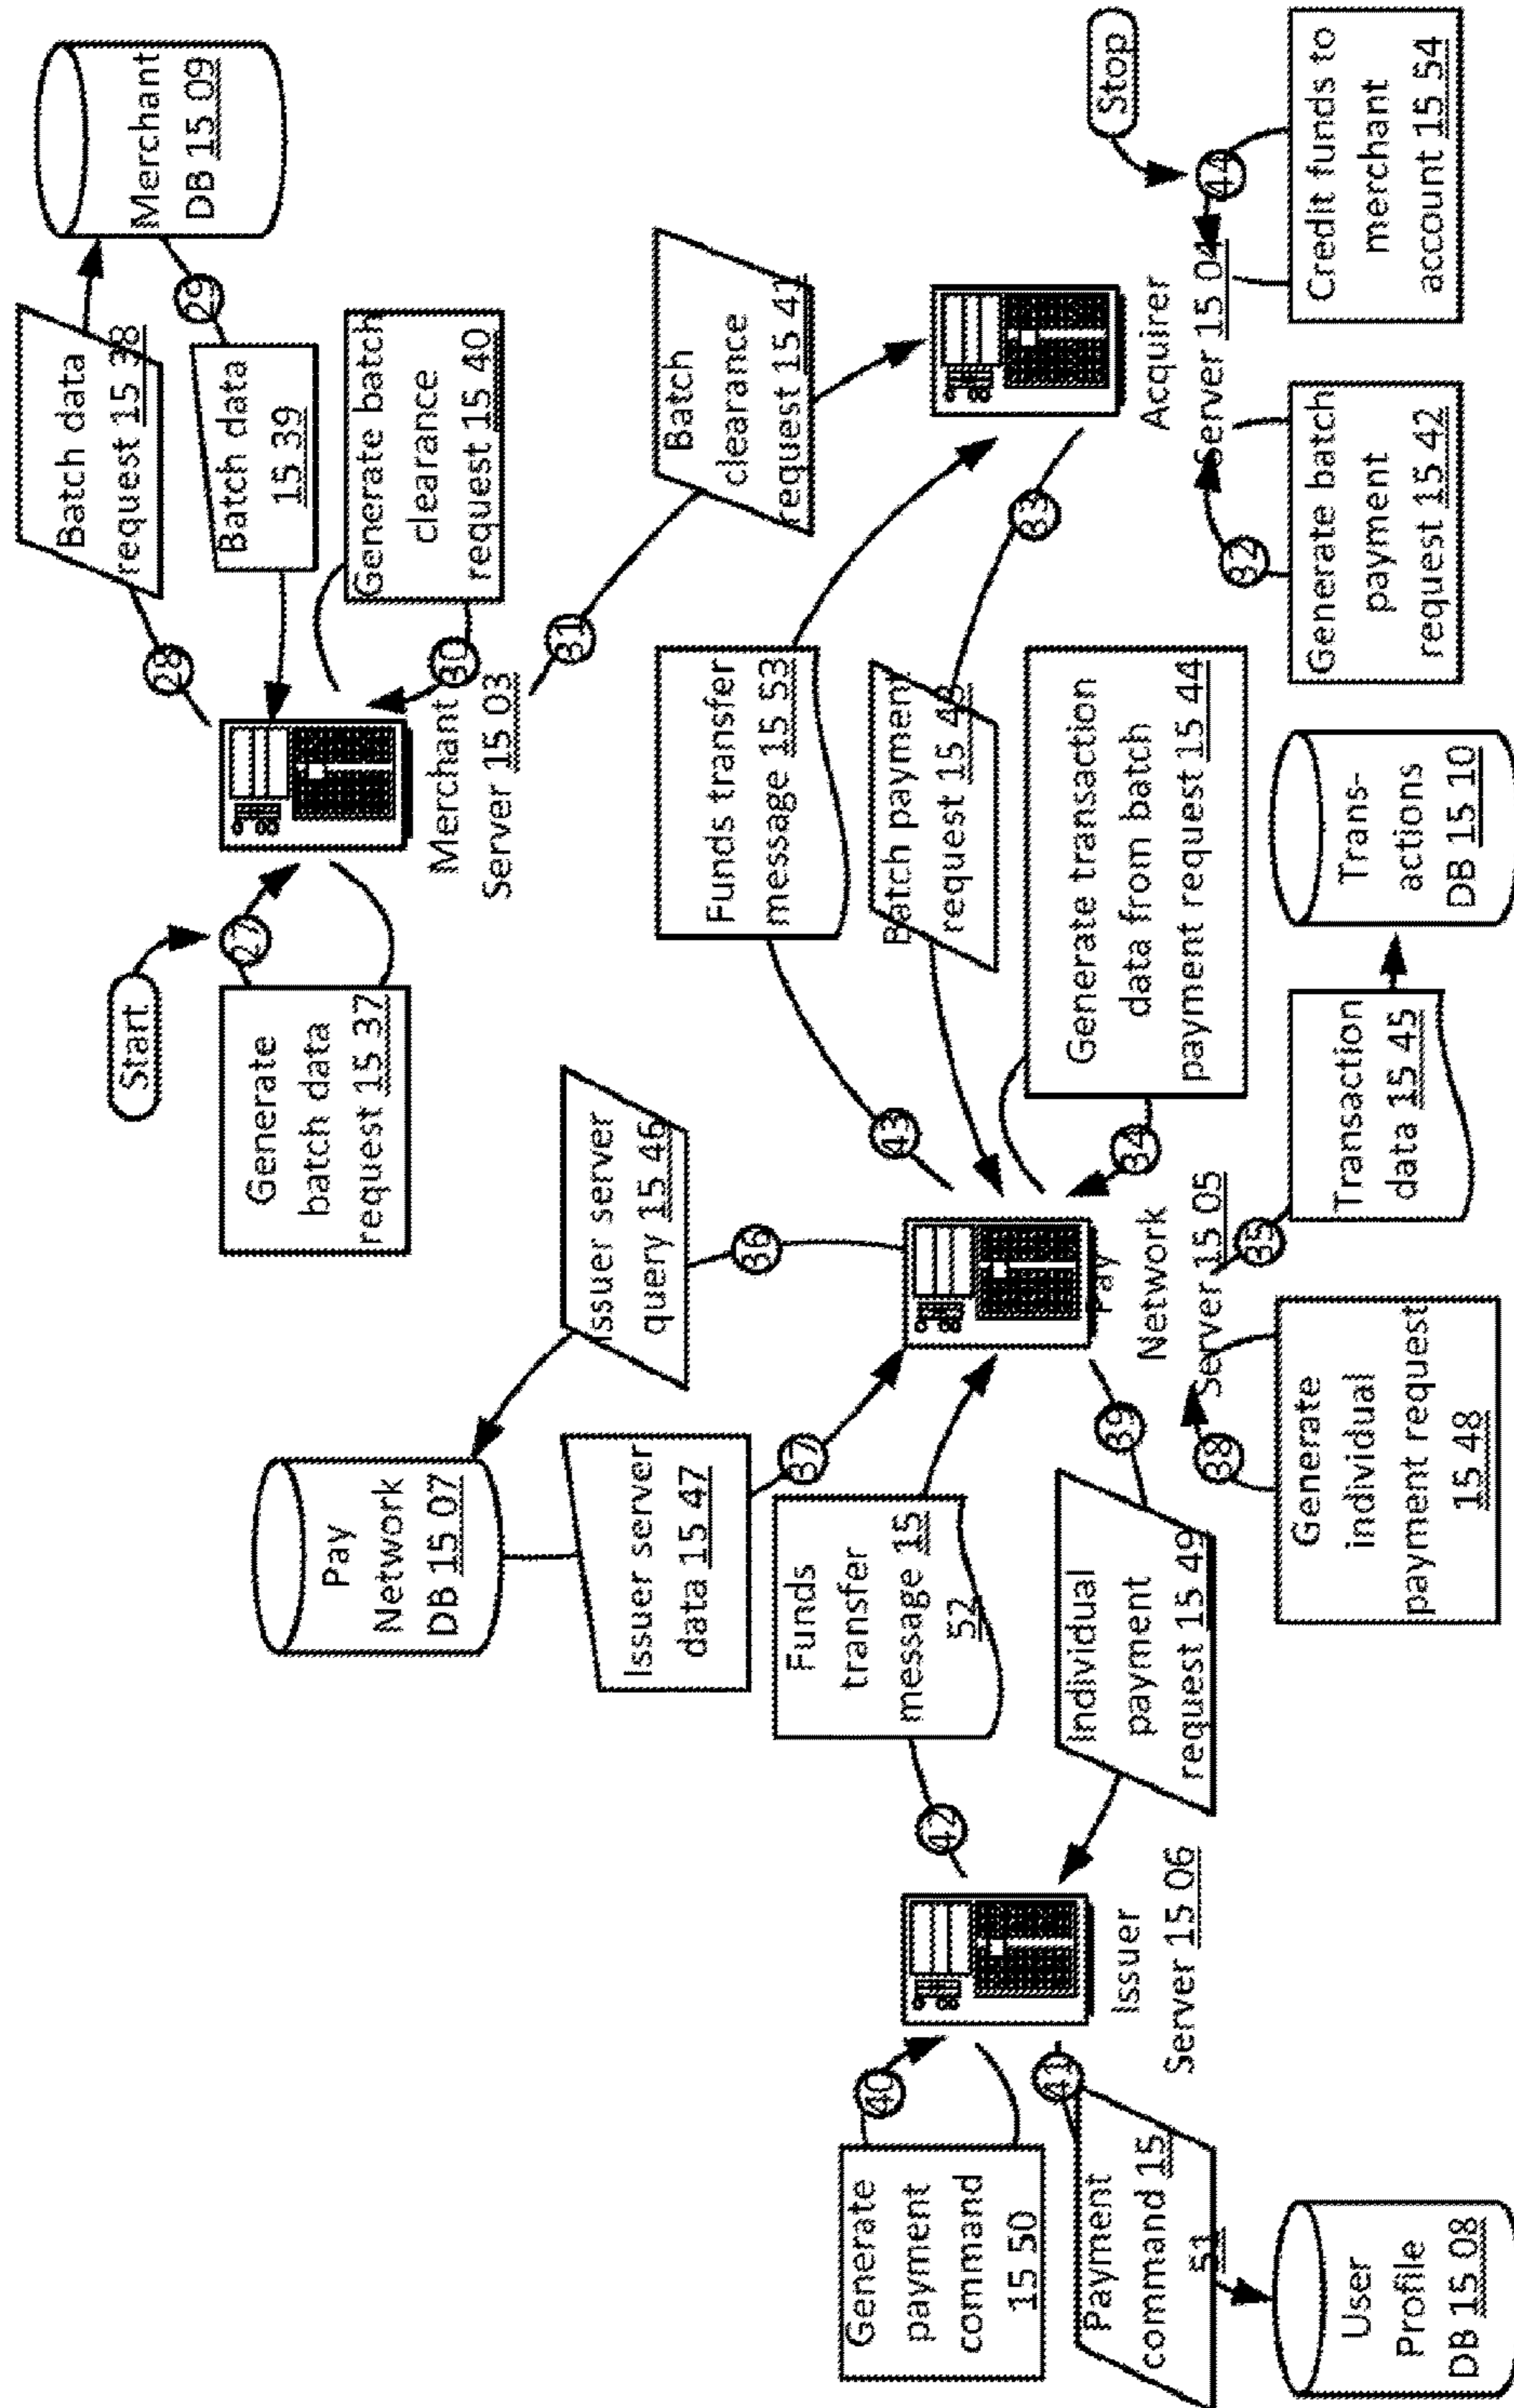 Start
27
Generate
batch data
request 15 37
28
Batch data
request 15 38
Merchant
DB 15 09
29
Batch data
15 39
Generate batch
clearance
request 15 40
30
Merchant
Server 15 03
31
Batch
clearance
request 15 41
Pay
Network
DB 15 07
Issuer server
query 15 46
36
Issuer server
data 15 47
37
Funds transfer
message 15 53
43
Batch payment
33
Acquirer
Server 15 04
Stop
44
Credit funds to
merchant
account 15 54
32
Generate batch
payment
request 15 42
Generate transaction
data from batch
payment request 15 44
34
Pay
Network
Server 15 05
35
Transaction
data 15 45
Trans-
actions
DB 15 10
38
Generate
individual
payment request
15 48
39
Individual
payment
request 15 49
Funds
transfer
message 15
52
42
Issuer
Server 15 06
40
Generate
payment
command
15 50
41
Payment
command 15
51
User
Profile
DB 15 08